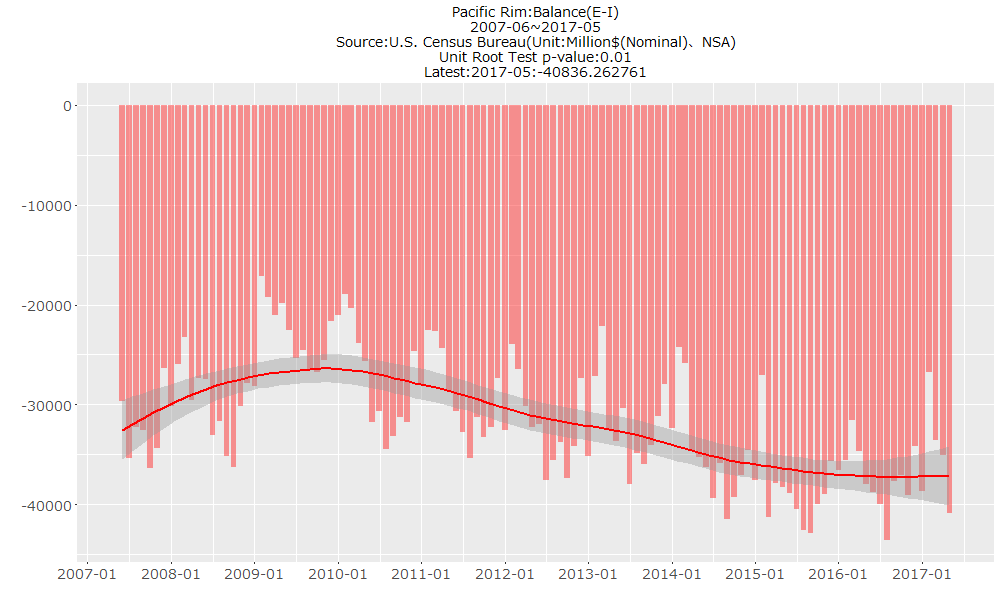 Pacific Rim:Balance(E-I)
2007-06~2017-05
Source:U.S. Census Bureau(Unit:Million$(Nominal)、NSA)
Unit Root Test p-value:0.01
Latest:2017-05:-40836.262761
0
-10000
-20000
-30000
-40000
2007-01 2008-01 2009-01 2010-01 2011-01 2012-01 2013-01 2014-01 2015-01 2016-01 2017-01